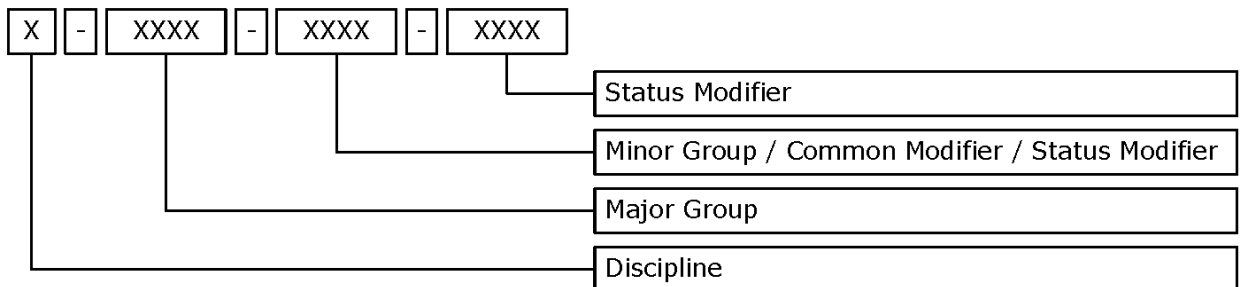 X - XXXX - XXXX - XXXX
Status Modifier
Minor Group / Common Modifier / Status Modifier
Major Group
Discipline